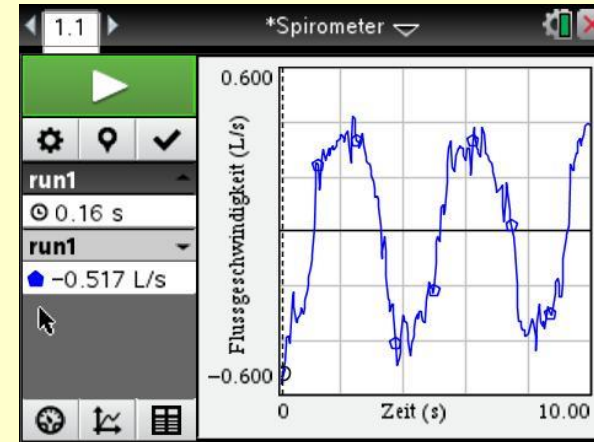 1.1
*Spirometer
run1
0.16 s
run1
−0.517 L/s
0.600
Flussgeschwindigkeit (L/s)
−0.600
0
Zeit (s)
10.00